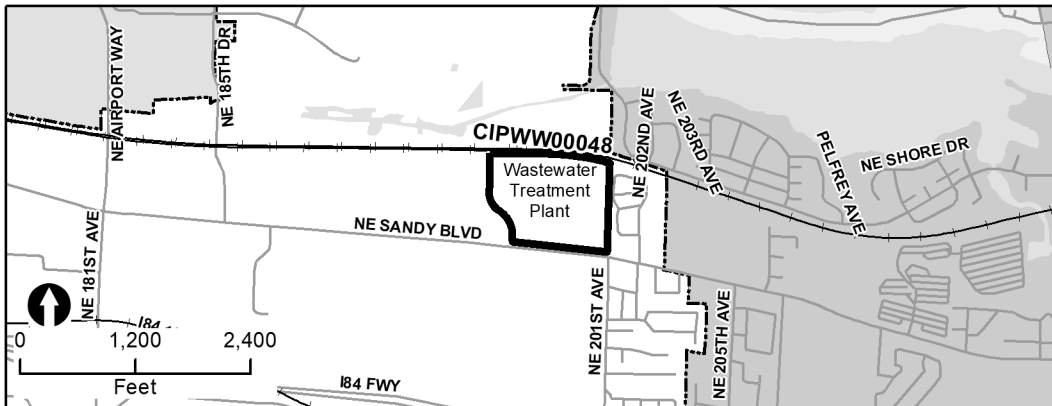 NE AIRPORT WAY
NE 185TH DR
CIPWW00048
NE 202ND AVE
NE 203RD AVE
PELFREY AVE
NE SHORE DR
Wastewater
Treatment
Plant
NE SANDY BLVD
NE 181ST AVE
NE 201ST AVE
NE 205TH AVE
I84
0 1,200 2,400
Feet
I84 FWY